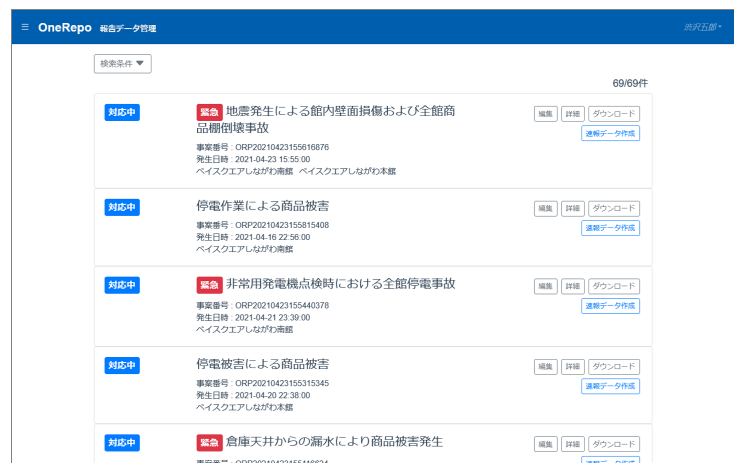 ≡ OneRepo 報告データ管理 渋沢五郎
検索条件 ▼
69/69件
対応中 緊急 地震発生による館内壁面損傷および全館商 編集 詳細 ダウンロード
品棚倒壊事故 速報データ作成
事案番号 : ORP20210423155616876
発生日時 : 2021-04-23 15:55:00
ベイスクエアしながわ南館 ベイスクエアしながわ本館
対応中 停電作業による商品被害 編集 詳細 ダウンロード
事案番号 : ORP20210423155815408 速報データ作成
発生日時 : 2021-04-16 22:56:00
ベイスクエアしながわ南館
対応中 緊急 非常用発電機点検時における全館停電事故 編集 詳細 ダウンロード
事案番号 : ORP20210423155440378 速報データ作成
発生日時 : 2021-04-21 23:39:00
ベイスクエアしながわ南館
対応中 停電被害による商品被害 編集 詳細 ダウンロード
事案番号 : ORP20210423155315345 速報データ作成
発生日時 : 2021-04-20 22:38:00
ベイスクエアしながわ本館
対応中 緊急 倉庫天井からの漏水により商品被害発生 編集 詳細 ダウンロード